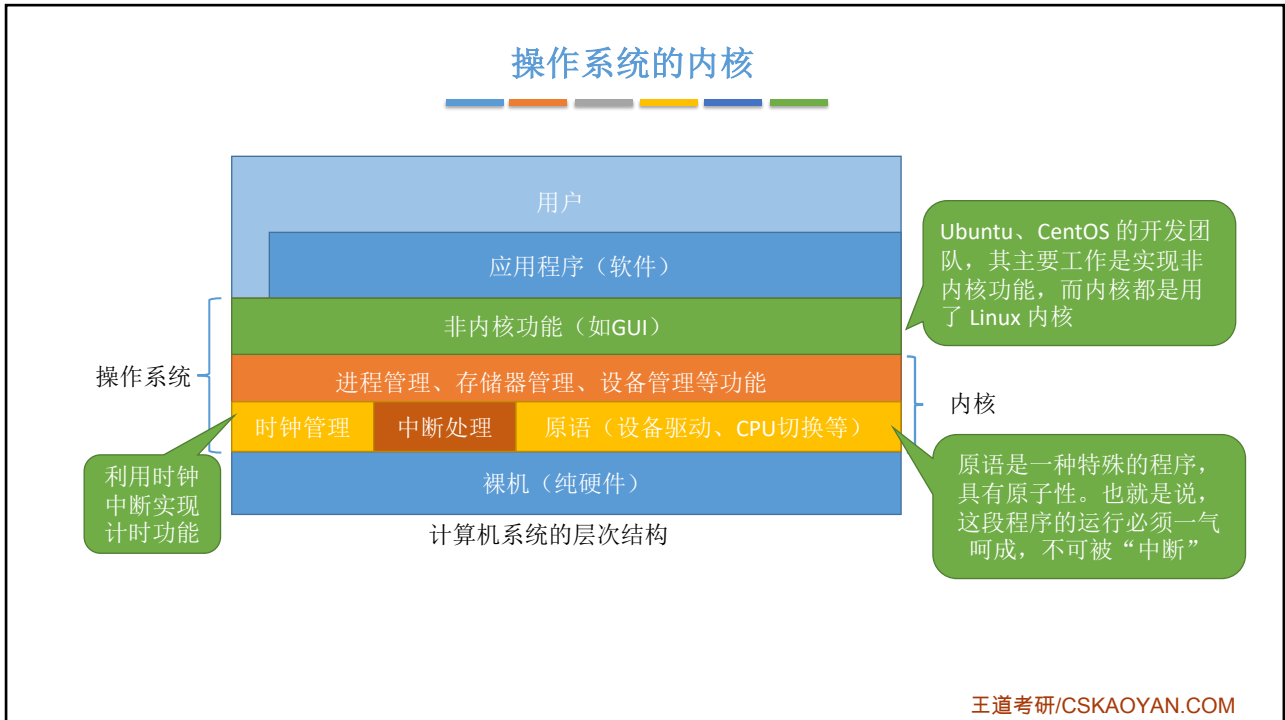 操作系统的内核
用户
应用程序（软件）
Ubuntu、CentOS 的开发团
队，其主要工作是实现非
内核功能，而内核都是用
了 Linux 内核
非内核功能（如GUI）
操作系统
进程管理、存储器管理、设备管理等功能
内核
时钟管理
中断处理
原语（设备驱动、CPU切换等）
利用时钟
中断实现
计时功能
裸机（纯硬件）
原语是一种特殊的程序，
具有原子性。也就是说，
这段程序的运行必须一气
呵成，不可被“中断”
计算机系统的层次结构
王道考研/CSKAOYAN.COM